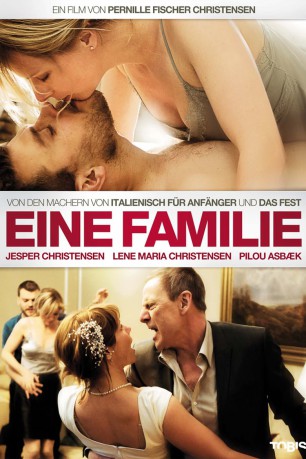 EIN FILM VON PERNILLE FISCHER CHRISTENSEN
VON DEN MACHERN VON ITALIENISCH FÜR ANFÄNGER UND DAS FEST
EINE FAMILIE
JESPER CHRISTENSEN LENE MARIA CHRISTENSEN PILOU ASBÆK
TOBIS